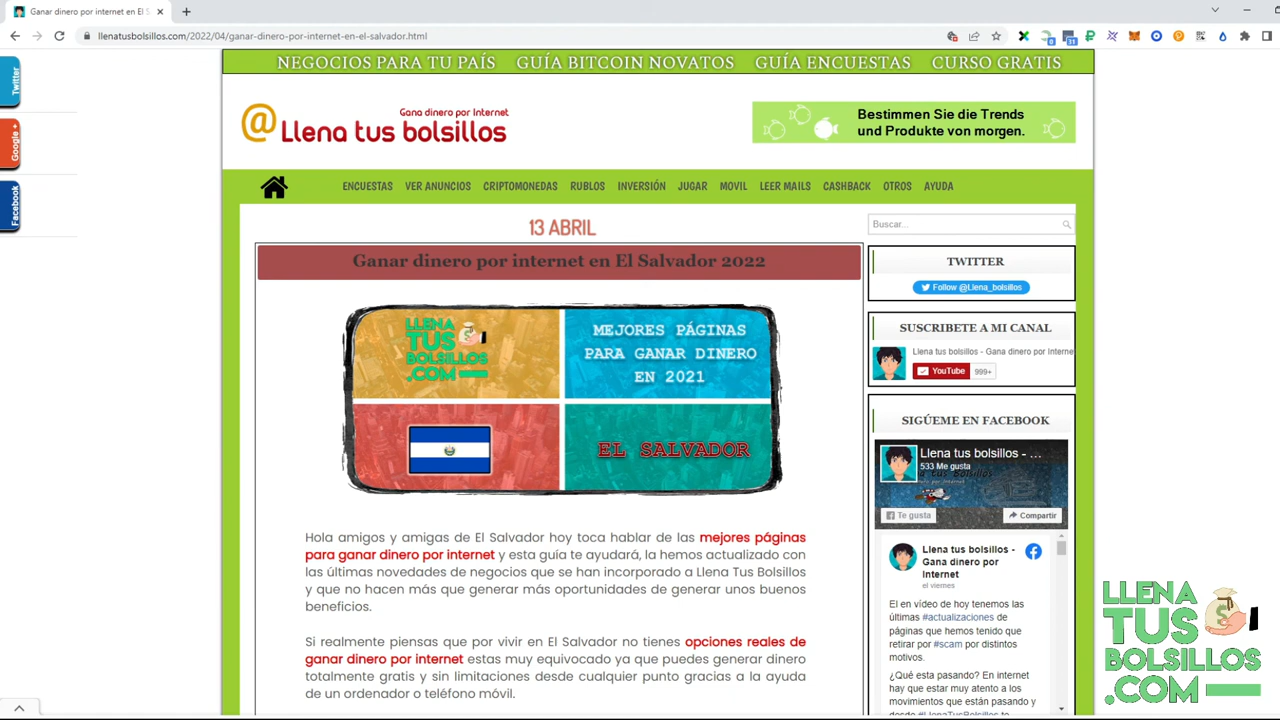 Ganar dinero por internet en El S
llenatusbolsillos.com/2022/04/ganar-dinero-por-internet-en-el-salvador.html
Twitter
Google +
Facebook
NEGOCIOS PARA TU PAÍS GUÍA BITCOIN NOVATOS GUÍA ENCUESTAS CURSO GRATIS
@
Gana dinero por Internet
Llena tus bolsillos
Bestimmen Sie die Trends
und Produkte von morgen.
ENCUESTAS VER ANUNCIOS CRIPTOMONEDAS RUBLOS INVERSIÓN JUGAR MOVIL LEER MAILS CASHBACK OTROS AYUDA
13 ABRIL
Ganar dinero por internet en El Salvador 2022
LLENA
TUS
BOLSILLOS
.COM
MEJORES PÁGINAS
PARA GANAR DINERO
EN 2021
EL SALVADOR
Hola amigos y amigas de El Salvador hoy toca hablar de las mejores páginas
para ganar dinero por internet y esta guía te ayudará, la hemos actualizado con
las últimas novedades de negocios que se han incorporado a Llena Tus Bolsillos
y que no hacen más que generar más oportunidades de generar unos buenos
beneficios.
Si realmente piensas que por vivir en El Salvador no tienes opciones reales de
ganar dinero por internet estas muy equivocado ya que puedes generar dinero
totalmente gratis y sin limitaciones desde cualquier punto gracias a la ayuda
de un ordenador o teléfono móvil.
Buscar...
TWITTER
Follow @Llena_bolsillos
SUSCRIBETE A MI CANAL
Llena tus bolsillos - Gana dinero por Interne
YouTube 999+
SIGÚEME EN FACEBOOK
Llena tus bolsillos - ...
533 Me gusta
Te gusta
Compartir
Llena tus bolsillos -
Gana dinero por
Internet
el viernes
El en vídeo de hoy tenemos las
últimas #actualizaciones de
páginas que hemos tenido que
retirar por #scam por distintos
motivos.
¿Qué esta pasando? En internet
hay que estar muy atento a los
movimientos que están pasando y
desde #LlenaTusBolsillos te
LLENA
TUS
BOLSILLOS
.COM